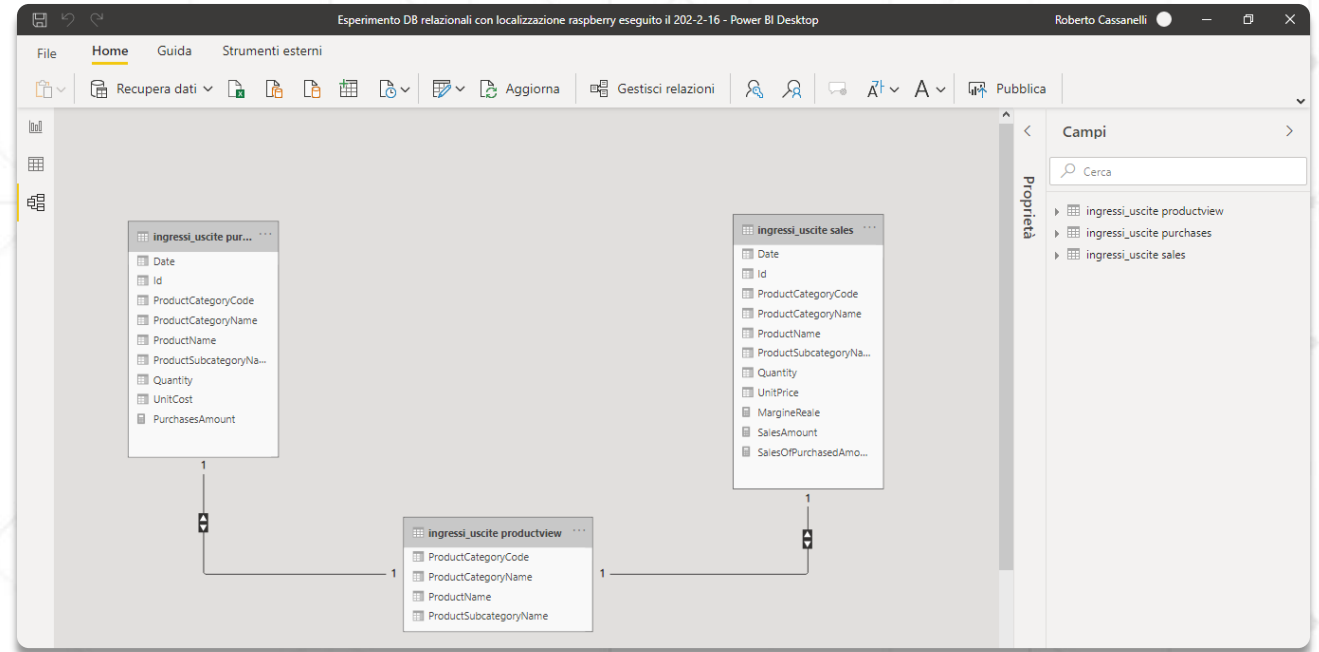 Esperimento DB relazionali con localizzazione raspberry eseguito il 202-2-16 - Power BI Desktop
Roberto Cassanelli
File
Home
Guida
Strumenti esterni
Recupera dati
Aggiorna
Gestisci relazioni
Pubblica
ingressi_uscite pur...
Date
Id
ProductCategoryCode
ProductCategoryName
ProductName
ProductSubcategoryNa...
Quantity
UnitCost
PurchasesAmount
1
ingressi_uscite sales
Date
Id
ProductCategoryCode
ProductCategoryName
ProductName
ProductSubcategoryNa...
Quantity
UnitPrice
MargineReale
SalesAmount
SalesOfPurchasedAmo...
1
1
ingressi_uscite productview
ProductCategoryCode
ProductCategoryName
ProductName
ProductSubcategoryName
1
Proprietà
Campi
Cerca
ingressi_uscite productview
ingressi_uscite purchases
ingressi_uscite sales